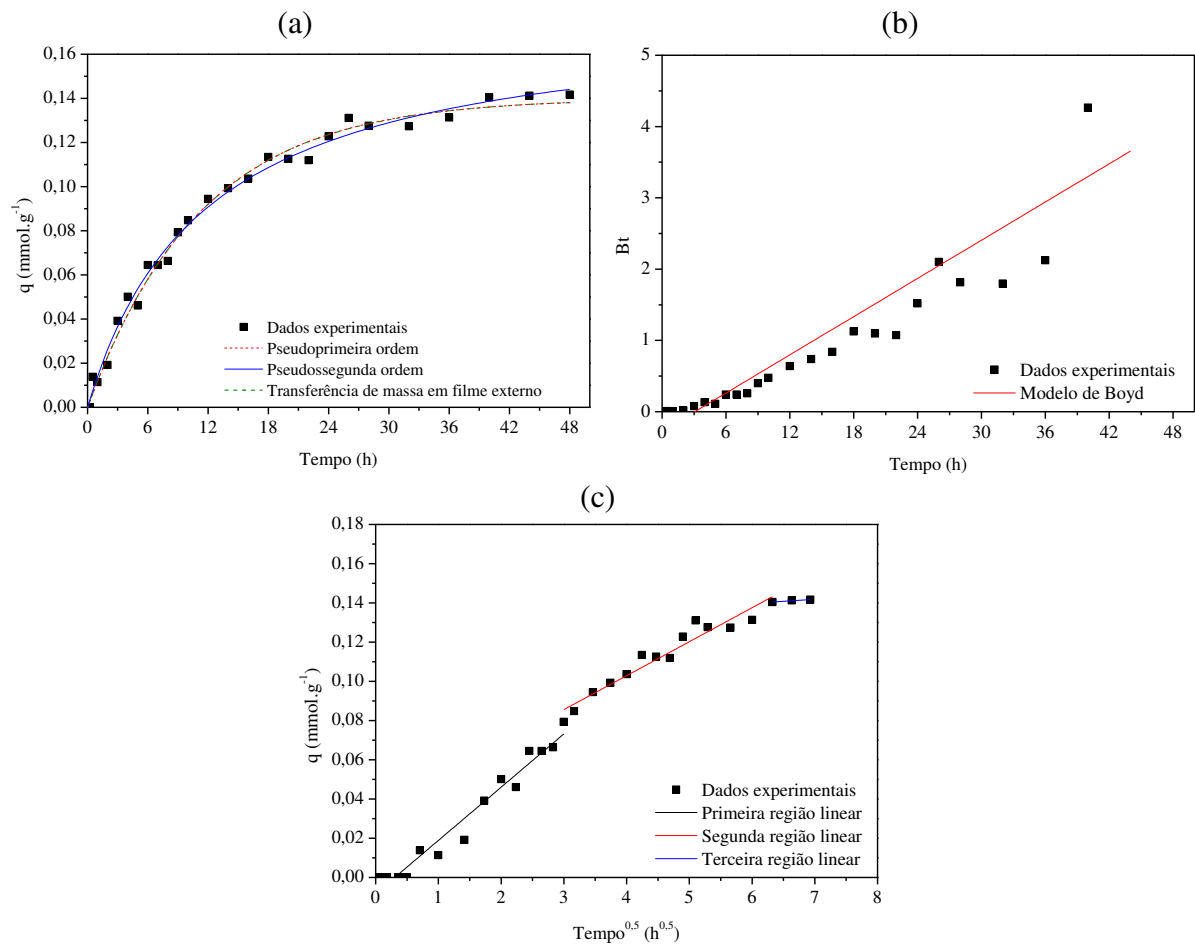 (a)
0,16
0,14
0,12
0,10
0,08
0,06
0,04
0,02
0,00
q (mmol.g⁻¹)
Dados experimentais
Pseudoprimeira ordem
Pseudossegunda ordem
Transferência de massa em filme externo
0 6 12 18 24 30 36 42 48
Tempo (h)
(b)
5
4
3
2
1
0
Bt
Dados experimentais
Modelo de Boyd
0 6 12 18 24 30 36 42 48
Tempo (h)
(c)
0,18
0,16
0,14
0,12
0,10
0,08
0,06
0,04
0,02
0,00
q (mmol.g⁻¹)
Dados experimentais
Primeira região linear
Segunda região linear
Terceira região linear
0 1 2 3 4 5 6 7 8
Tempo⁰,⁵ (h⁰,⁵)